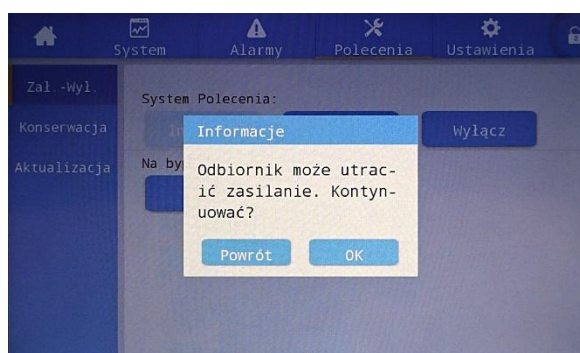 System
Alarmy
Polecenia
Ustawienia
Zał.-Wył.
System Polecenia:
Konserwacja
Informacje
Wyłącz
Aktualizacja
Na
Odbiornik może utrac-
ić zasilanie. Kontyn-
uować?
Powrót
OK